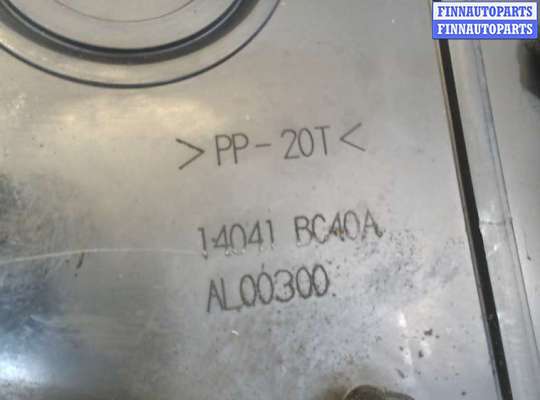 FINNAUTOPARTS
FINNAUTOPARTS
>PP-20T<
14041 BC40A
AL00300